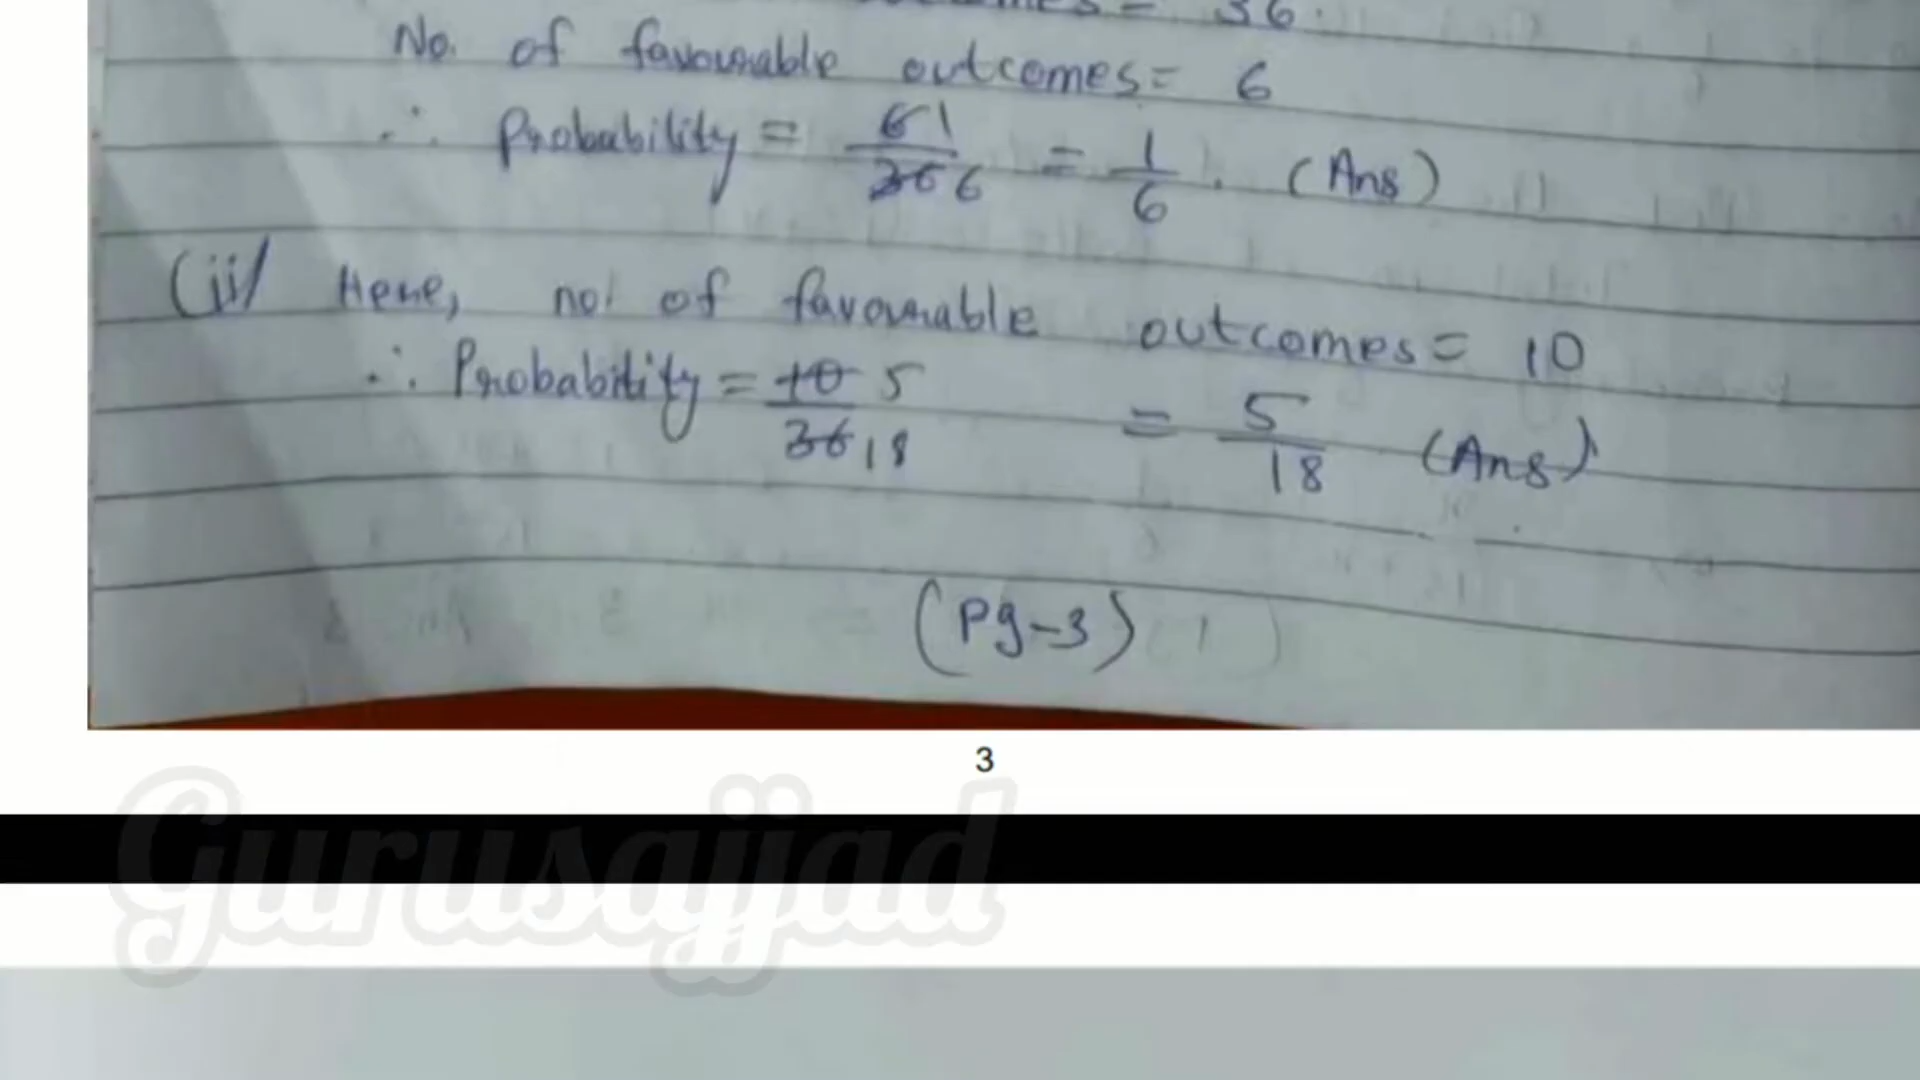 = 36.
No. of favourable outcomes = 6
∴ Probability = 6 1 / 36 6 = 1/6. (Ans)
(ii) Here, no. of favourable outcomes = 10
∴ Probability = 10 5 / 36 18 = 5/18 (Ans)
(Pg-3)
3
Gurusajjad